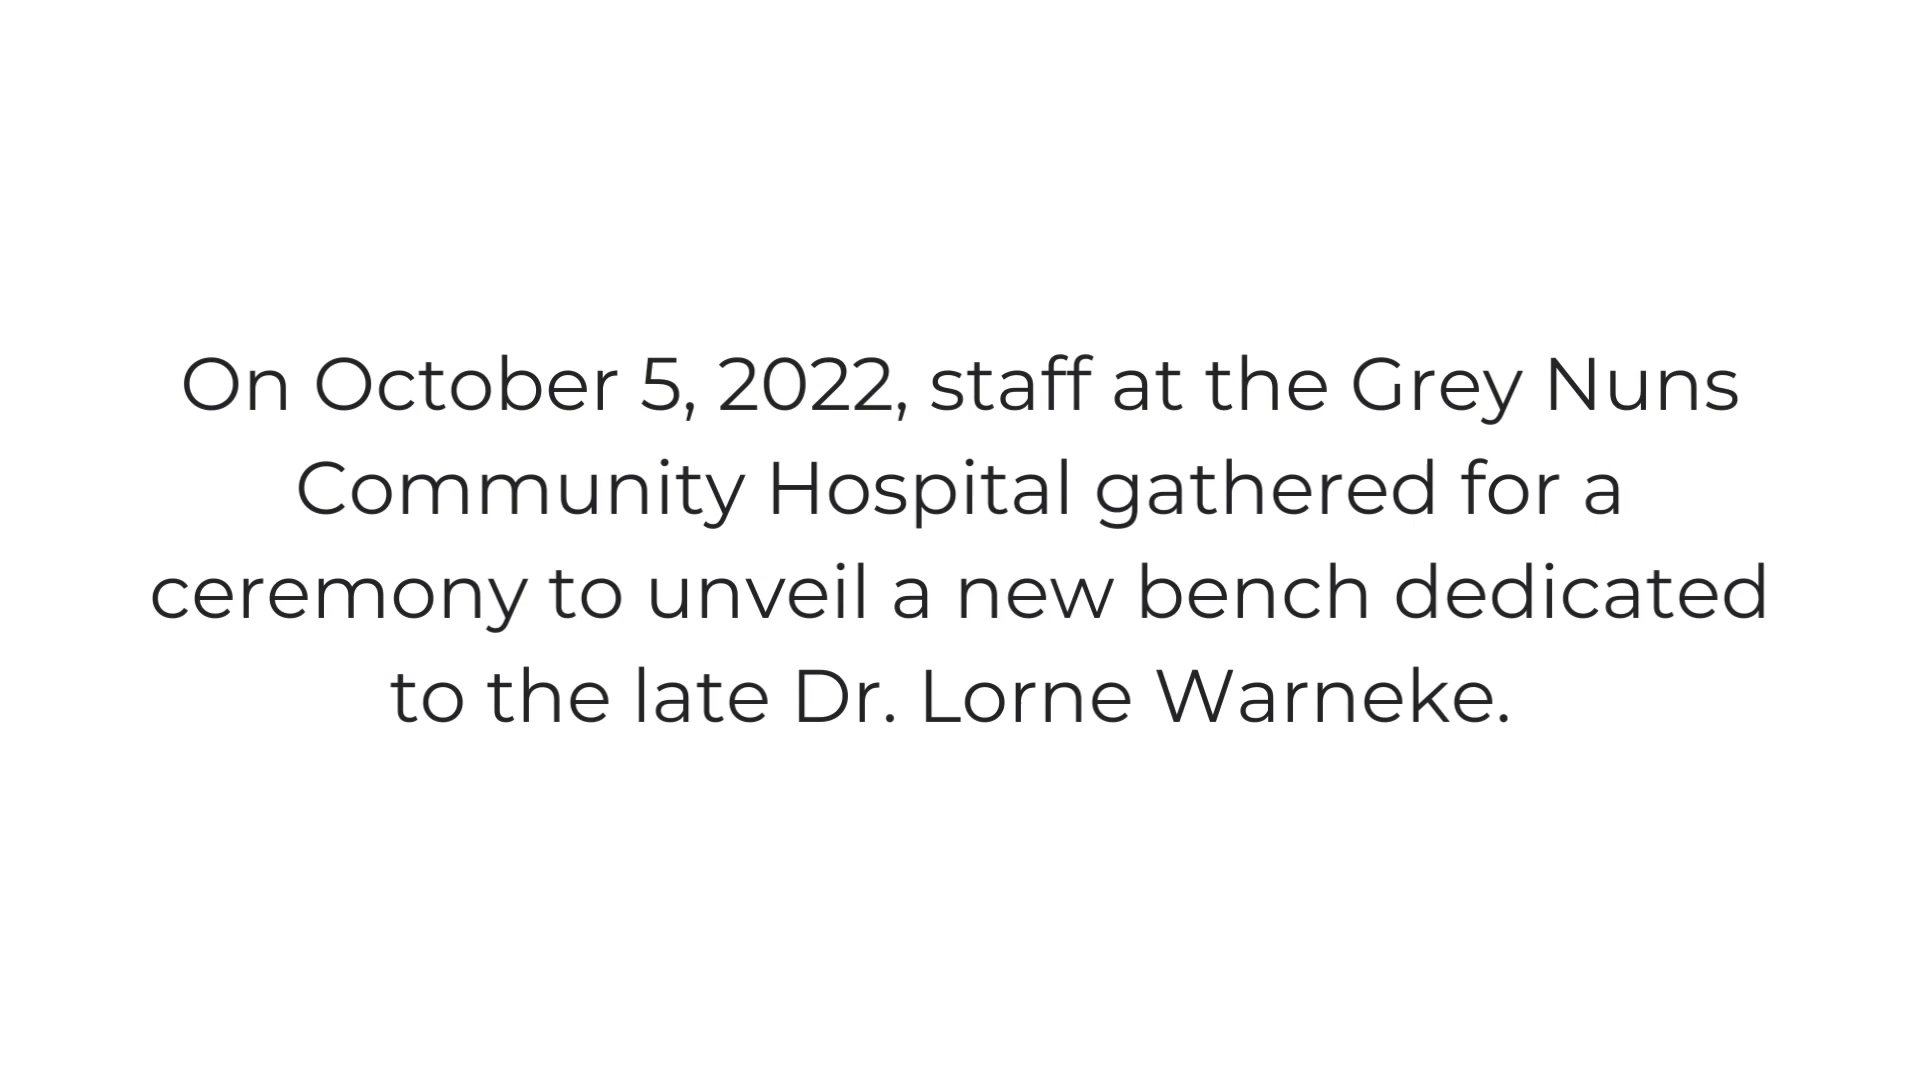 On October 5, 2022, staff at the Grey Nuns
Community Hospital gathered for a
ceremony to unveil a new bench dedicated
to the late Dr. Lorne Warneke.